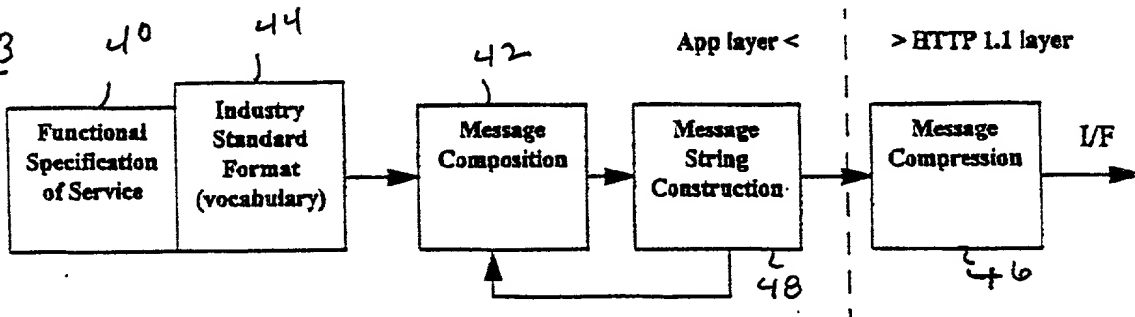 3
40
44
42
App layer <
> HTTP 1.1 layer
Functional
Specification
of Service
Industry
Standard
Format
(vocabulary)
Message
Composition
Message
String
Construction
Message
Compression
I/F
48
46